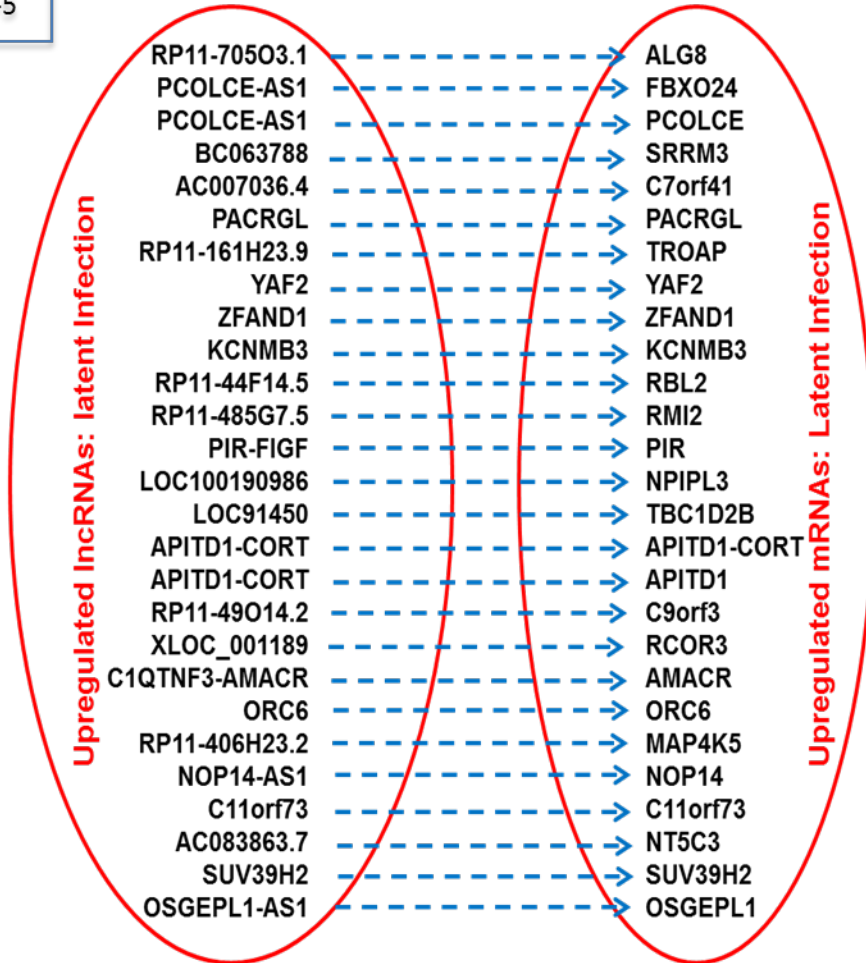 5
RP11-705O3.1 ALG8
PCOLCE-AS1 FBXO24
PCOLCE-AS1 PCOLCE
BC063788 SRRM3
AC007036.4 C7orf41
PACRGL PACRGL
RP11-161H23.9 TROAP
YAF2 YAF2
ZFAND1 ZFAND1
KCNMB3 KCNMB3
RP11-44F14.5 RBL2
RP11-485G7.5 RMI2
PIR-FIGF PIR
LOC100190986 NPIPL3
LOC91450 TBC1D2B
APITD1-CORT APITD1-CORT
APITD1-CORT APITD1
RP11-49O14.2 C9orf3
XLOC_001189 RCOR3
C1QTNF3-AMACR AMACR
ORC6 ORC6
RP11-406H23.2 MAP4K5
NOP14-AS1 NOP14
C11orf73 C11orf73
AC083863.7 NT5C3
SUV39H2 SUV39H2
OSGEPL1-AS1 OSGEPL1
Upregulated lncRNAs: latent Infection
Upregulated mRNAs: Latent Infection